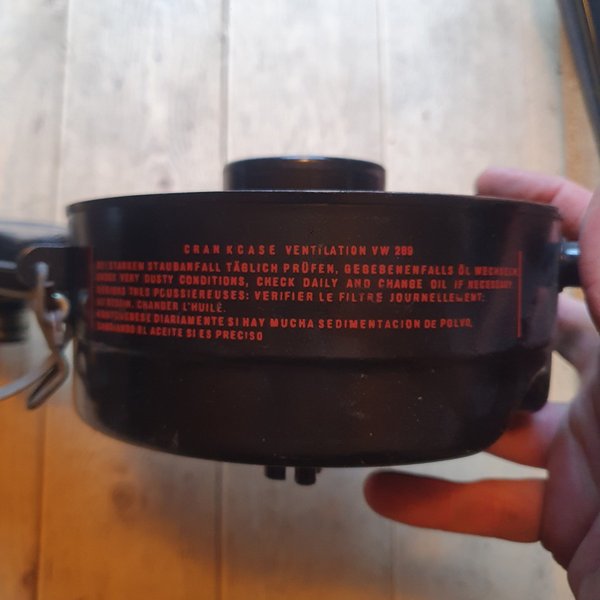 CRANKCASE VENTILATION VW 289
BEI STARKEM STAUBANFALL TÄGLICH PRÜFEN, GEGEBENENFALLS ÖL WECHSELN
UNDER VERY DUSTY CONDITIONS, CHECK DAILY AND CHANGE OIL IF NECESSARY
REGIONS TRES POUSSIEREUSES: VERIFIER LE FILTRE JOURNELLEMENT.
AU BESOIN. CHANGER L'HUILE.
DIARIAMENTE SI HAY MUCHA SEDIMENTACION DE POLVO,
CAMBIANDO EL ACEITE SI ES PRECISO